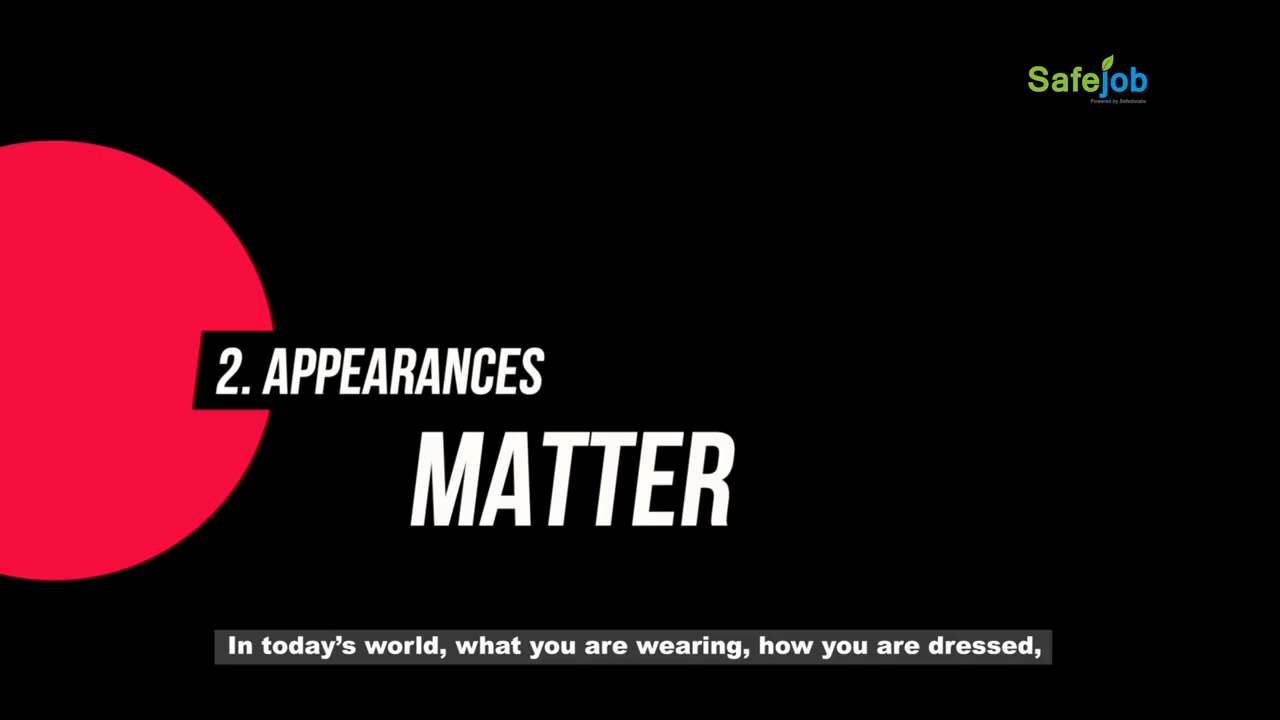 Safejob
Powered by Safeducate
2. APPEARANCES
MATTER
In today’s world, what you are wearing, how you are dressed,